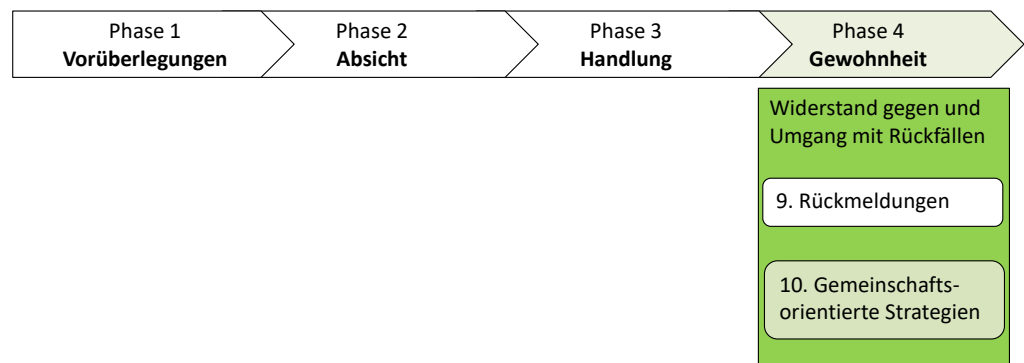 Phase 1
Vorüberlegungen
Phase 2
Absicht
Phase 3
Handlung
Phase 4
Gewohnheit
Widerstand gegen und
Umgang mit Rückfällen
9. Rückmeldungen
10. Gemeinschafts-
orientierte Strategien